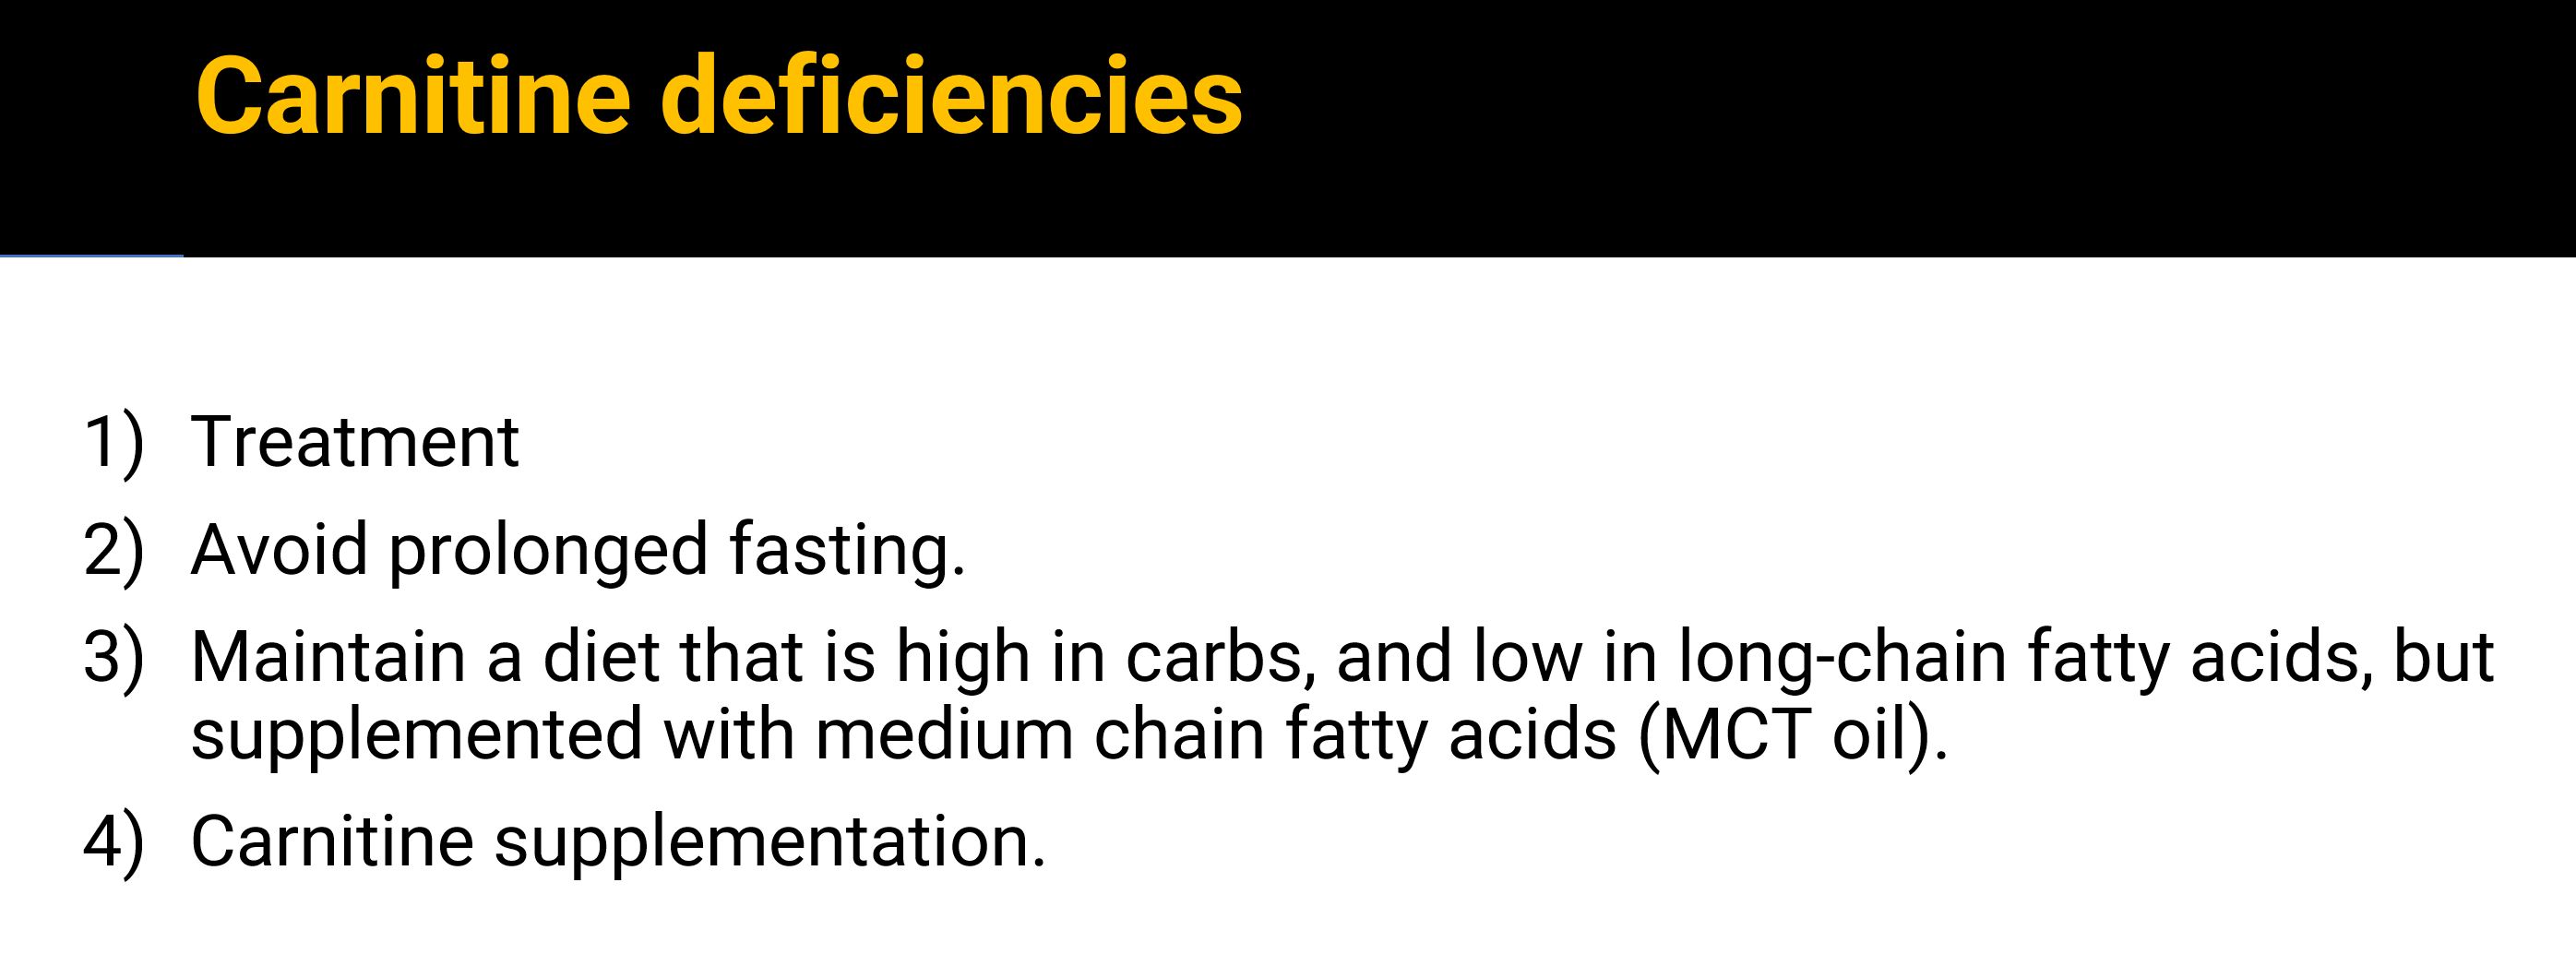 Carnitine deficiencies
1) Treatment
2) Avoid prolonged fasting.
3) Maintain a diet that is high in carbs, and low in long-chain fatty acids, but
supplemented with medium chain fatty acids (MCT oil).
4) Carnitine supplementation.